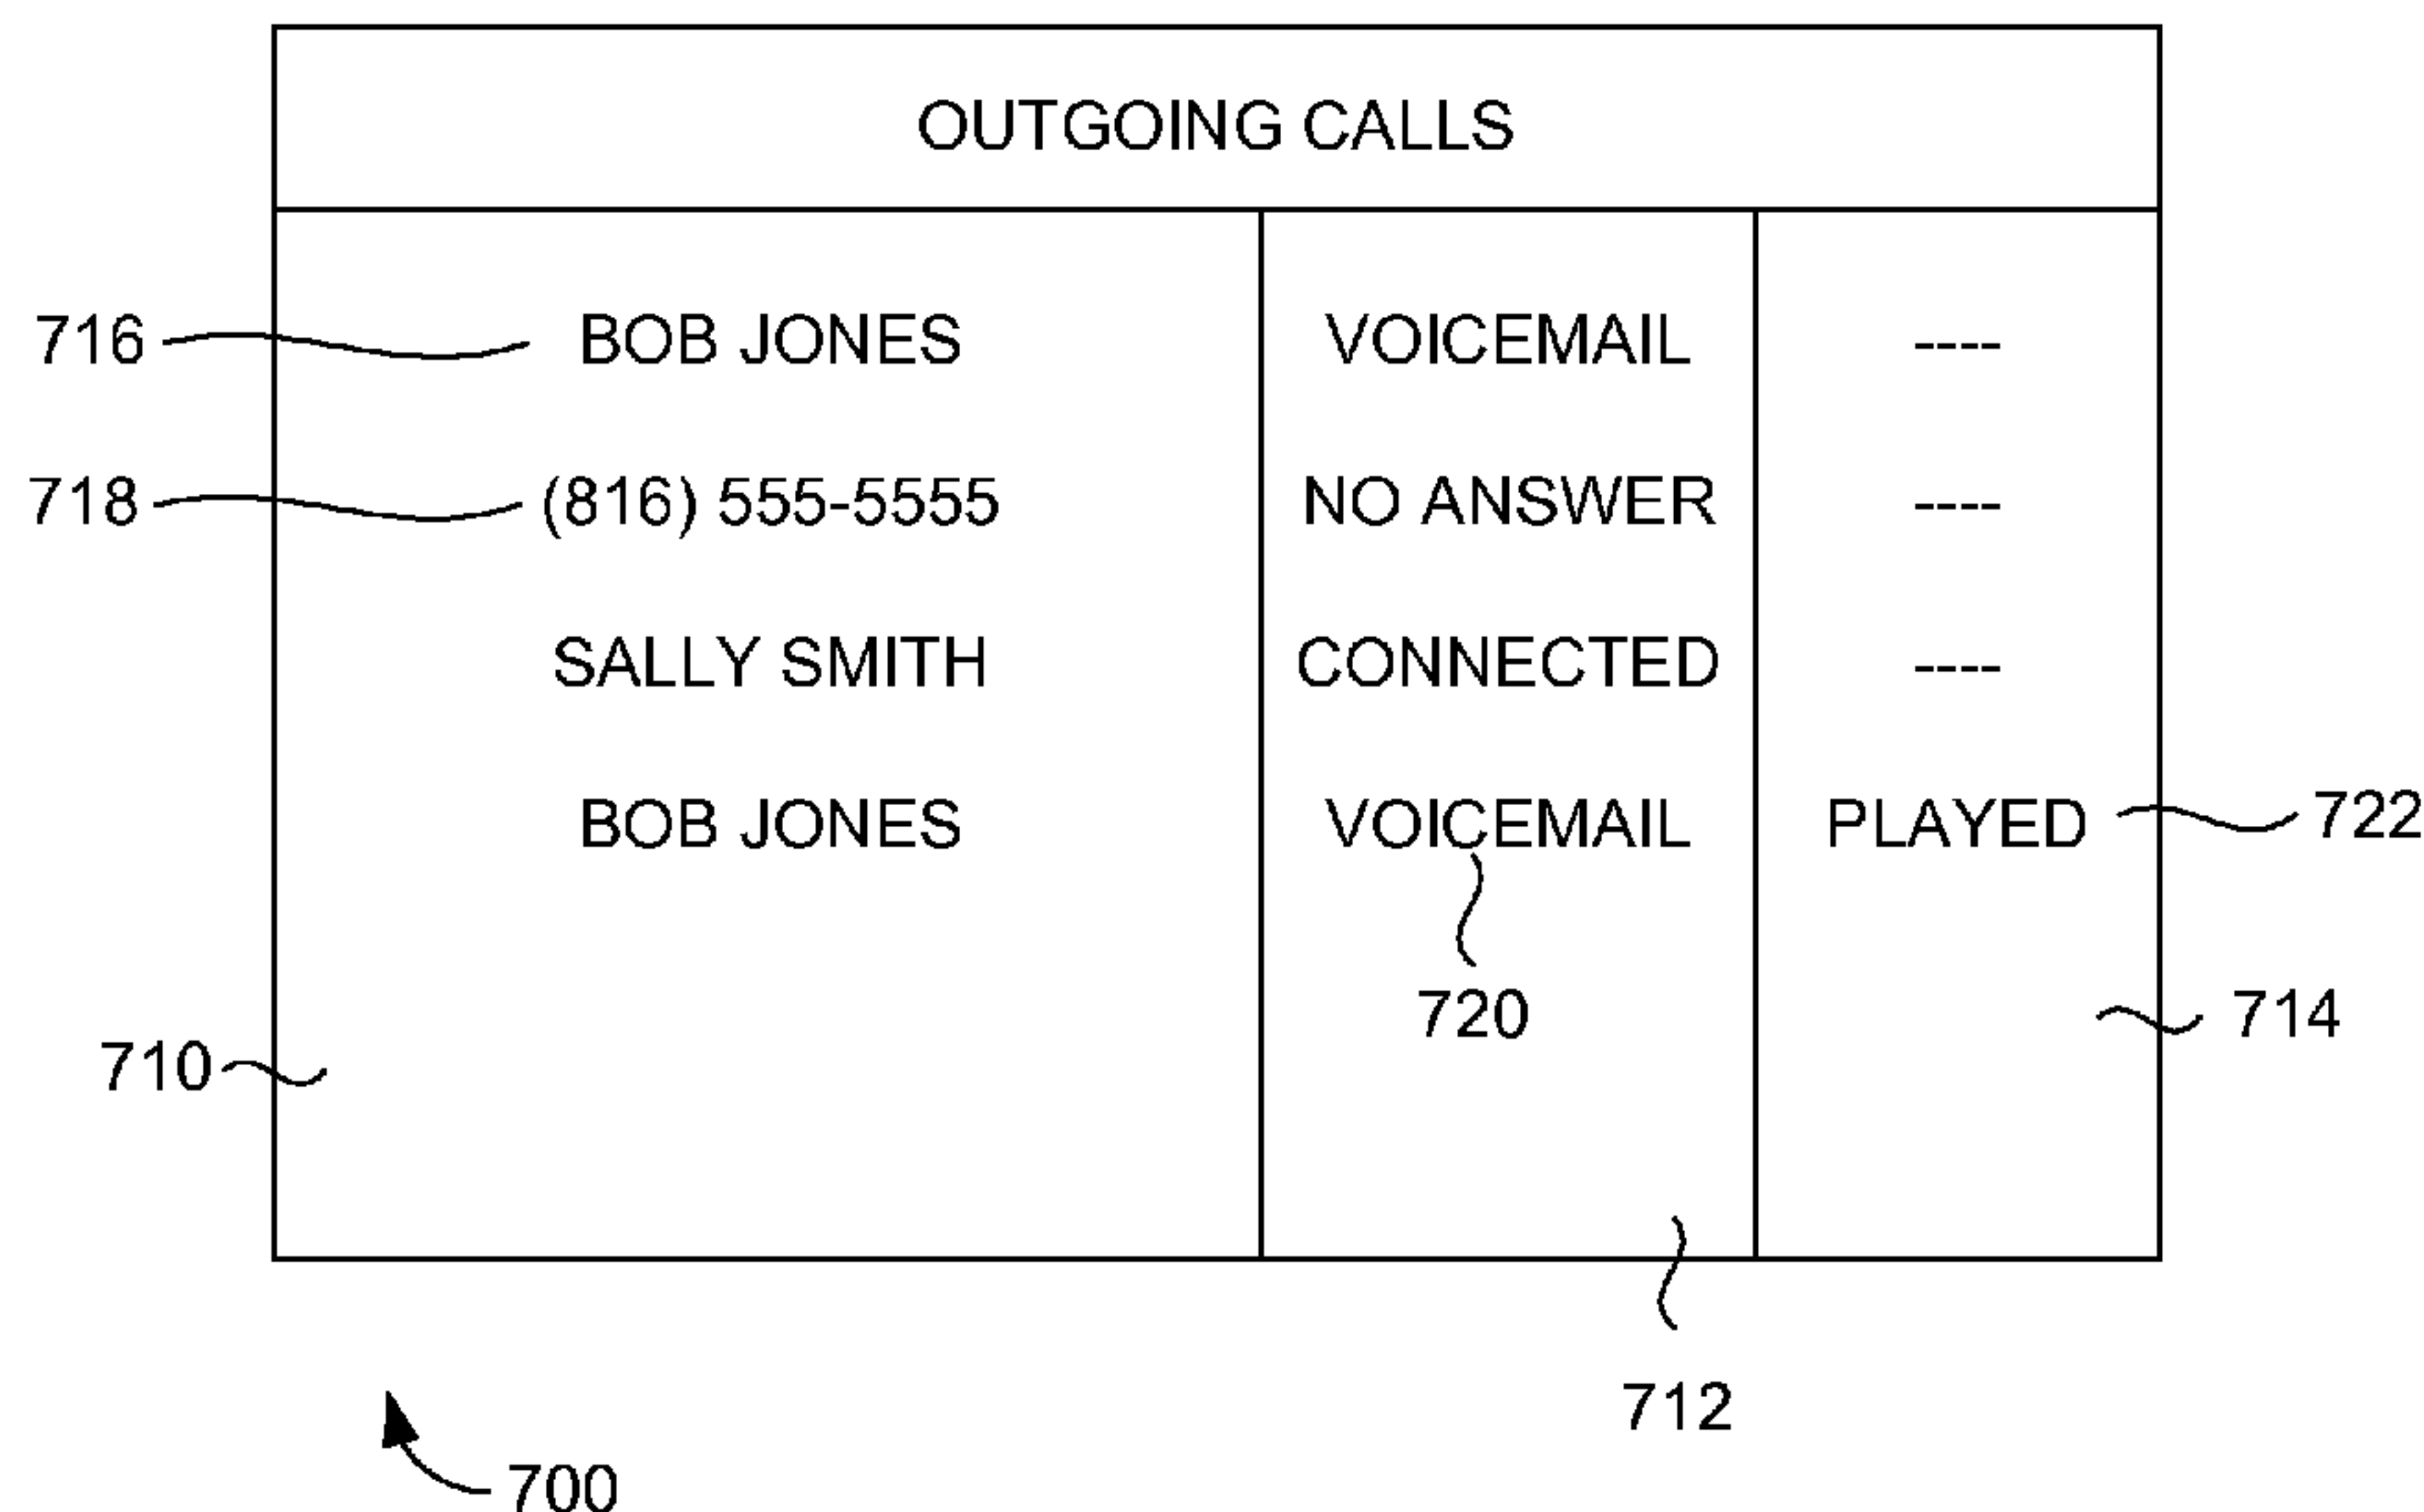 OUTGOING CALLS
716 BOB JONES VOICEMAIL ----
718 (816) 555-5555 NO ANSWER ----
SALLY SMITH CONNECTED ----
BOB JONES VOICEMAIL PLAYED 722
720 714
710
712
700